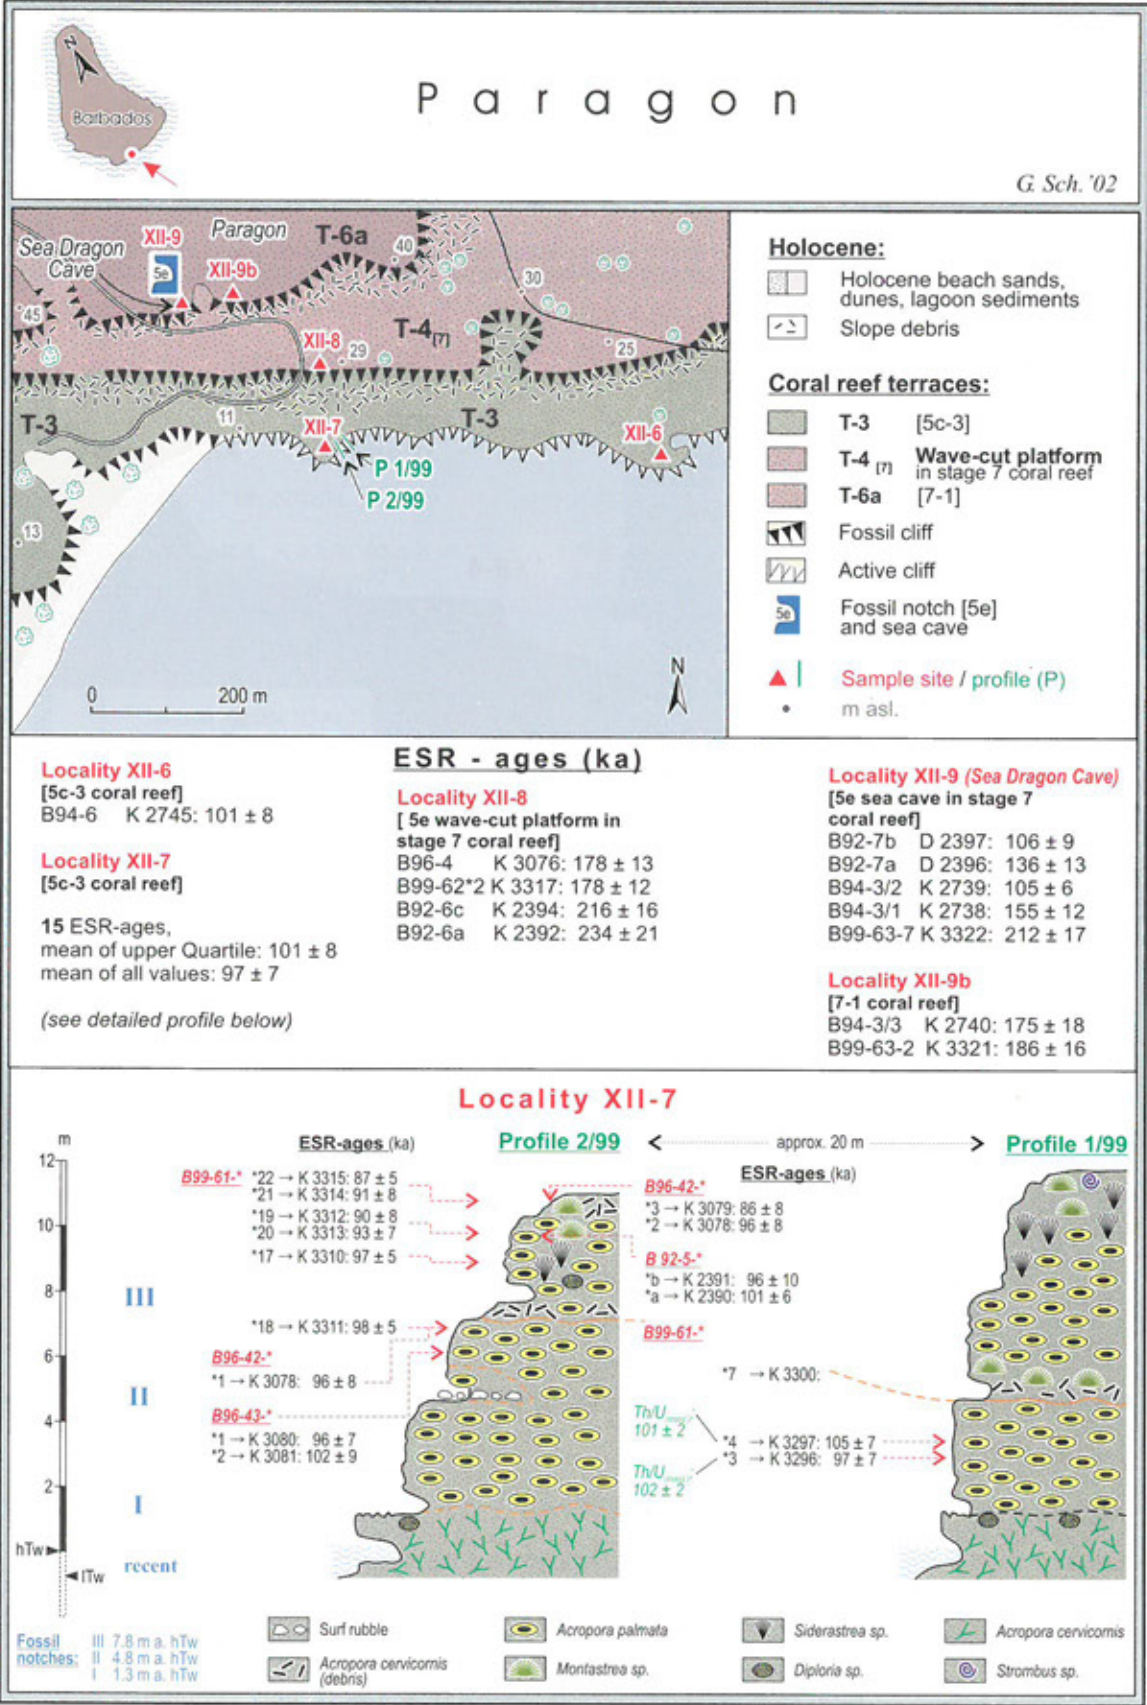 Paragon
N
Barbados
G. Sch. '02
Sea Dragon
Cave
XII-9
5e
Paragon
XII-9b
T-6a
40
30
45
T-4 [7]
XII-8
29
25
11
T-3
T-3
XII-7
XII-6
P 1/99
P 2/99
13
N
0 200 m
Holocene:
Holocene beach sands,
dunes, lagoon sediments
Slope debris
Coral reef terraces:
T-3 [5c-3]
T-4 [7] Wave-cut platform
in stage 7 coral reef
T-6a [7-1]
Fossil cliff
Active cliff
5e Fossil notch [5e]
and sea cave
Sample site / profile (P)
m asl.
ESR - ages (ka)
Locality XII-6
[5c-3 coral reef]
B94-6 K 2745: 101 ± 8
Locality XII-7
[5c-3 coral reef]
15 ESR-ages,
mean of upper Quartile: 101 ± 8
mean of all values: 97 ± 7
(see detailed profile below)
Locality XII-8
[ 5e wave-cut platform in
stage 7 coral reef]
B96-4 K 3076: 178 ± 13
B99-62*2 K 3317: 178 ± 12
B92-6c K 2394: 216 ± 16
B92-6a K 2392: 234 ± 21
Locality XII-9 (Sea Dragon Cave)
[5e sea cave in stage 7
coral reef]
B92-7b D 2397: 106 ± 9
B92-7a D 2396: 136 ± 13
B94-3/2 K 2739: 105 ± 6
B94-3/1 K 2738: 155 ± 12
B99-63-7 K 3322: 212 ± 17
Locality XII-9b
[7-1 coral reef]
B94-3/3 K 2740: 175 ± 18
B99-63-2 K 3321: 186 ± 16
Locality XII-7
m
12
10
8
6
4
2
hTw
lTw
III
II
I
recent
ESR-ages (ka)
Profile 2/99
approx. 20 m
Profile 1/99
B99-61-* *22 → K 3315: 87 ± 5
*21 → K 3314: 91 ± 8
*19 → K 3312: 90 ± 8
*20 → K 3313: 93 ± 7
*17 → K 3310: 97 ± 5
*18 → K 3311: 98 ± 5
B96-42-*
*1 → K 3078: 96 ± 8
B96-43-*
*1 → K 3080: 96 ± 7
*2 → K 3081: 102 ± 9
ESR-ages (ka)
B96-42-*
*3 → K 3079: 86 ± 8
*2 → K 3078: 96 ± 8
B 92-5-*
*b → K 2391: 96 ± 10
*a → K 2390: 101 ± 6
B99-61-*
*7 → K 3300:
Th/U
101 ± 2
*4 → K 3297: 105 ± 7
*3 → K 3296: 97 ± 7
Th/U
102 ± 2
Fossil
notches:
III 7.8 m a. hTw
II 4.8 m a. hTw
I 1.3 m a. hTw
Surf rubble
Acropora cervicornis
(debris)
Acropora palmata
Montastrea sp.
Siderastrea sp.
Diploria sp.
Acropora cervicornis
Strombus sp.